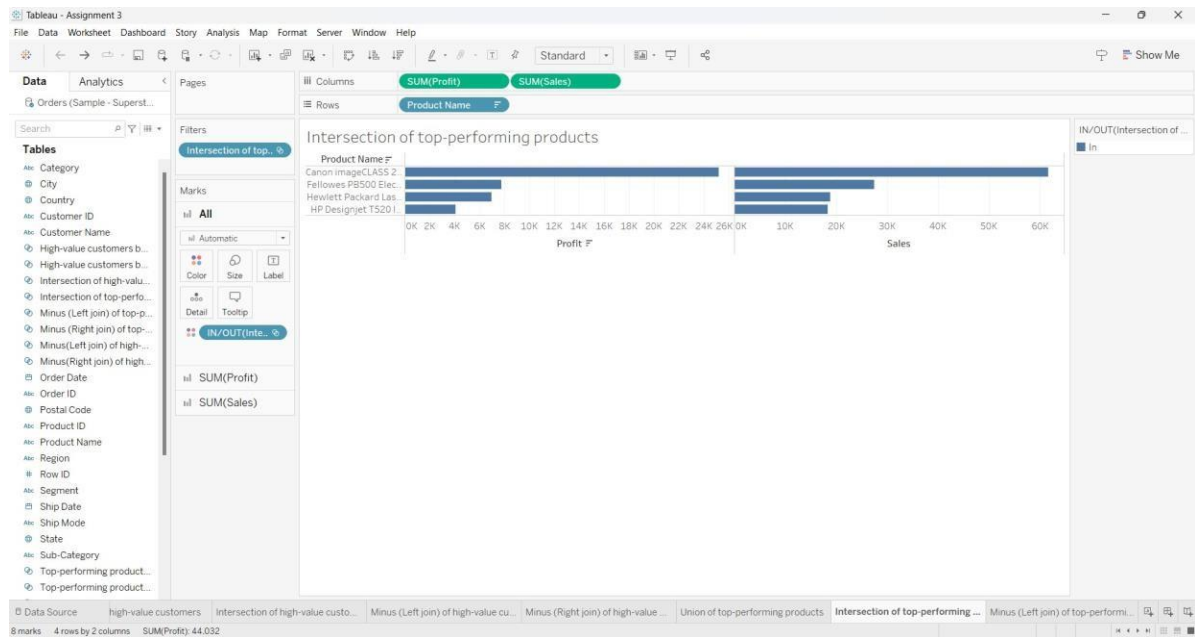 Tableau - Assignment 3
File Data Worksheet Dashboard Story Analysis Map Format Server Window Help
Standard
Show Me
Data Analytics
Pages
Columns SUM(Profit) SUM(Sales)
Orders (Sample - Superst...
Rows Product Name
Search
Filters
Intersection of top..
Intersection of top-performing products
IN/OUT(Intersection of ...
In
Tables
Abc Category
City
Country
Abc Customer ID
Abc Customer Name
High-value customers b...
High-value customers b...
Intersection of high-valu...
Intersection of top-perfo...
Minus (Left join) of top-p...
Minus (Right join) of top-...
Minus(Left join) of high-...
Minus(Right join) of high...
Order Date
Abc Order ID
Postal Code
Abc Product ID
Abc Product Name
Abc Region
Row ID
Abc Segment
Ship Date
Abc Ship Mode
State
Abc Sub-Category
Top-performing product...
Top-performing product...
Marks
All
Automatic
Color Size Label
Detail Tooltip
IN/OUT(Inte..
SUM(Profit)
SUM(Sales)
Product Name
Canon imageCLASS 2..
Fellowes PB500 Elec..
Hewlett Packard Las..
HP Designjet T520 I..
0K 2K 4K 6K 8K 10K 12K 14K 16K 18K 20K 22K 24K 26K 0K 10K 20K 30K 40K 50K 60K
Profit Sales
Data Source high-value customers Intersection of high-value custo... Minus (Left join) of high-value cu... Minus (Right join) of high-value ... Union of top-performing products Intersection of top-performing ... Minus (Left join) of top-performi...
8 marks 4 rows by 2 columns SUM(Profit): 44,032